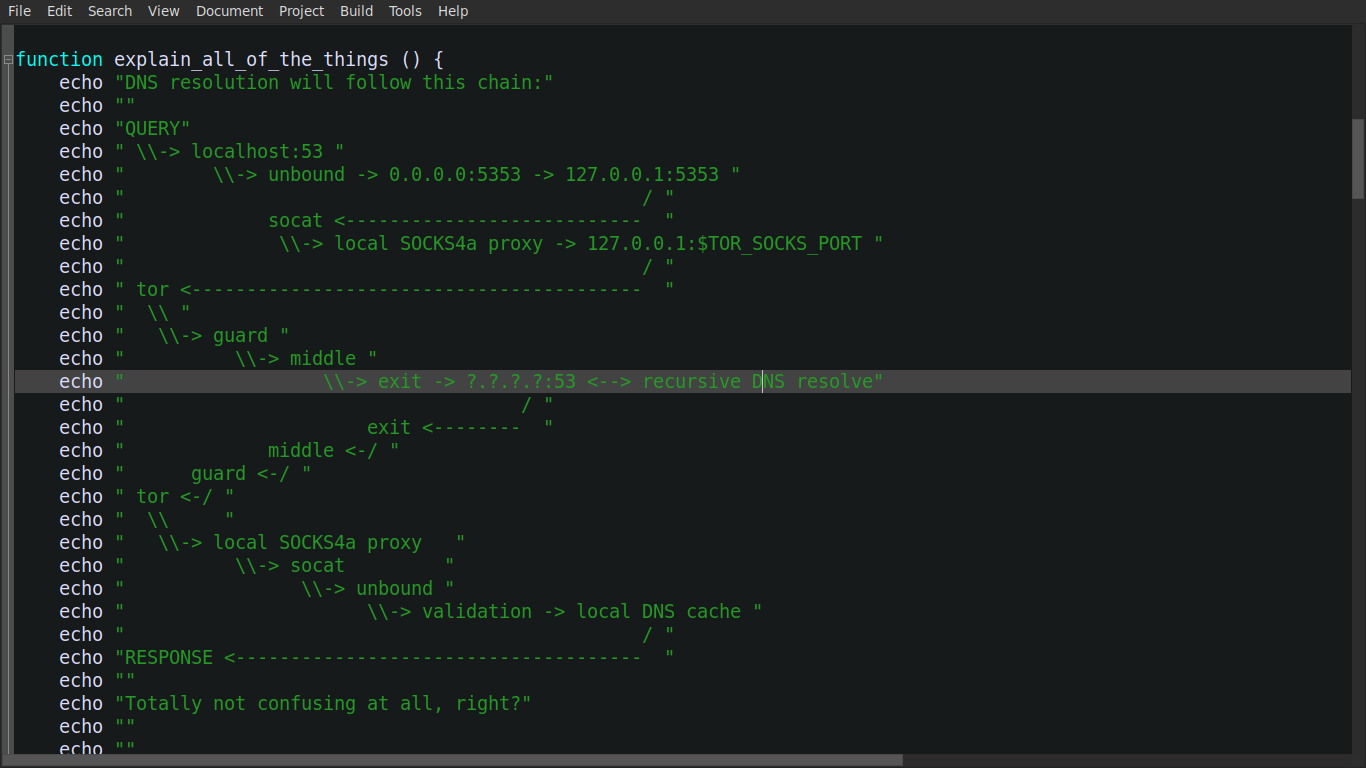 File Edit Search View Document Project Build Tools Help
function explain_all_of_the_things () {
    echo "DNS resolution will follow this chain:"
    echo ""
    echo "QUERY"
    echo " \\-> localhost:53 "
    echo "        \\-> unbound -> 0.0.0.0:5353 -> 127.0.0.1:5353 "
    echo "                                               / "
    echo "             socat <---------------------------  "
    echo "              \\-> local SOCKS4a proxy -> 127.0.0.1:$TOR_SOCKS_PORT "
    echo "                                               / "
    echo " tor <-----------------------------------------  "
    echo "  \\ "
    echo "   \\-> guard "
    echo "          \\-> middle "
    echo "                  \\-> exit -> ?.?.?.?:53 <--> recursive DNS resolve"
    echo "                                    / "
    echo "                      exit <--------  "
    echo "             middle <-/ "
    echo "      guard <-/ "
    echo " tor <-/ "
    echo "  \\     "
    echo "   \\-> local SOCKS4a proxy   "
    echo "          \\-> socat         "
    echo "                \\-> unbound "
    echo "                      \\-> validation -> local DNS cache "
    echo "                                               / "
    echo "RESPONSE <-------------------------------------  "
    echo ""
    echo "Totally not confusing at all, right?"
    echo ""
    echo ""